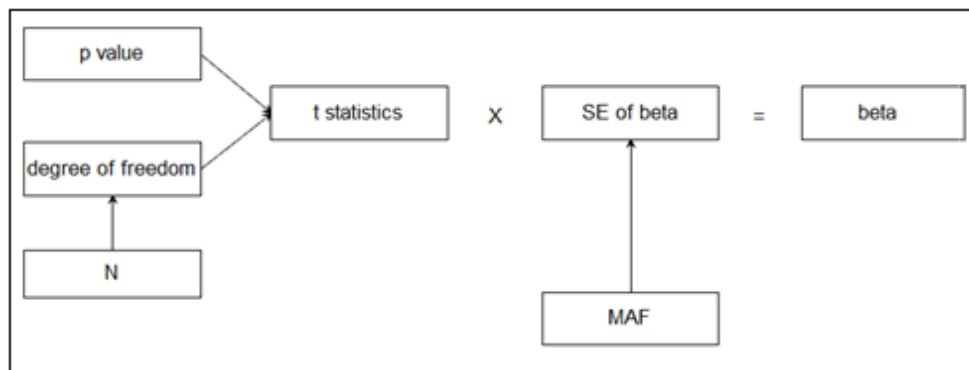 p value
t statistics
X
SE of beta
=
beta
degree of freedom
N
MAF